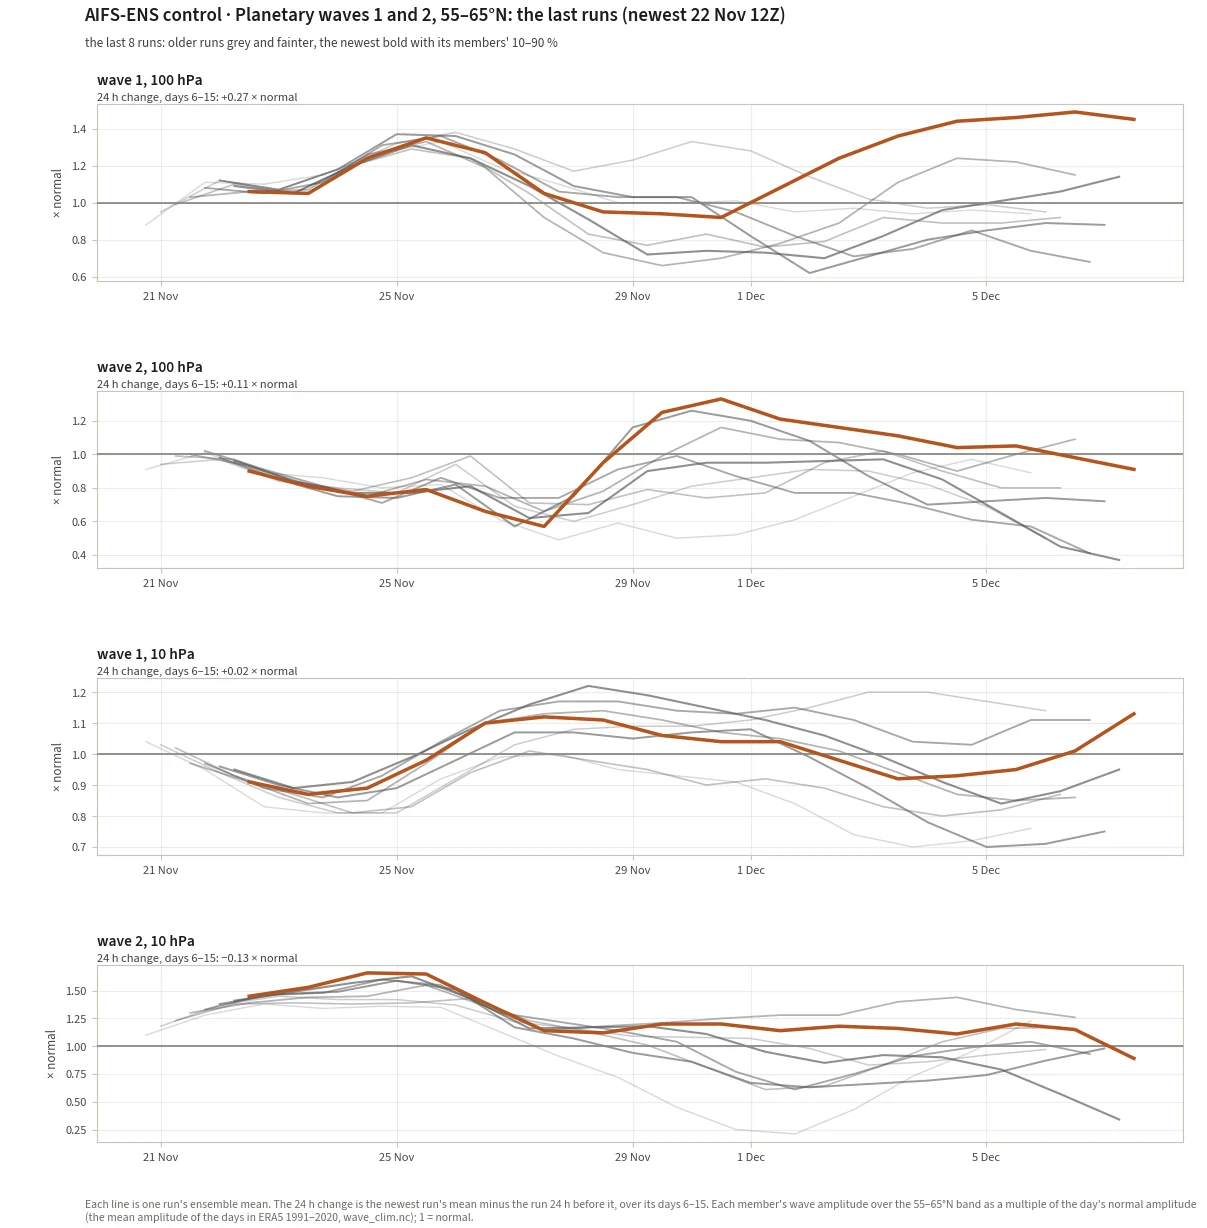 AIFS-ENS control · Planetary waves 1 and 2, 55–65°N: the last runs (newest 22 Nov 12Z)
the last 8 runs: older runs grey and fainter, the newest bold with its members' 10–90 %
wave 1, 100 hPa
24 h change, days 6–15: +0.27 × normal
1.4
1.2
1.0
0.8
0.6
× normal
21 Nov
25 Nov
29 Nov
1 Dec
5 Dec
wave 2, 100 hPa
24 h change, days 6–15: +0.11 × normal
1.2
1.0
0.8
0.6
0.4
× normal
21 Nov
25 Nov
29 Nov
1 Dec
5 Dec
wave 1, 10 hPa
24 h change, days 6–15: +0.02 × normal
1.2
1.1
1.0
0.9
0.8
0.7
× normal
21 Nov
25 Nov
29 Nov
1 Dec
5 Dec
wave 2, 10 hPa
24 h change, days 6–15: −0.13 × normal
1.50
1.25
1.00
0.75
0.50
0.25
× normal
21 Nov
25 Nov
29 Nov
1 Dec
5 Dec
Each line is one run's ensemble mean. The 24 h change is the newest run's mean minus the run 24 h before it, over its days 6–15. Each member's wave amplitude over the 55–65°N band as a multiple of the day's normal amplitude
(the mean amplitude of the days in ERA5 1991–2020, wave_clim.nc); 1 = normal.